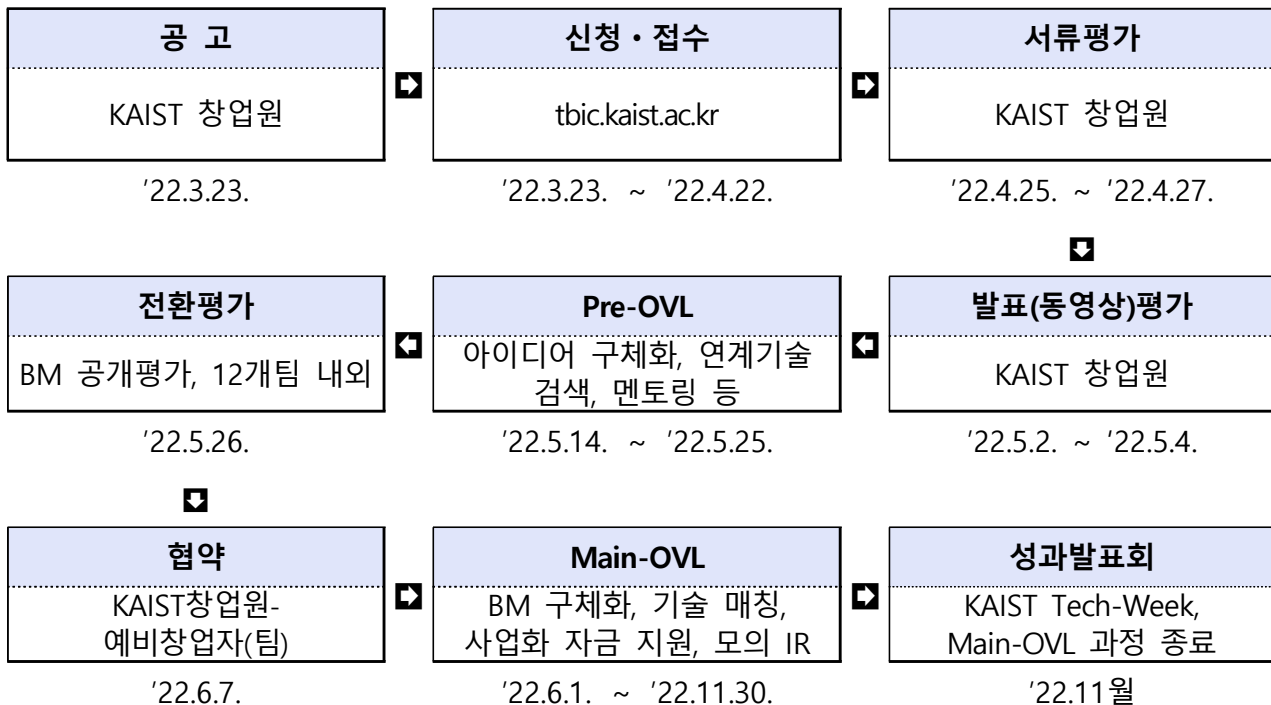 공 고
KAIST 창업원
'22.3.23.
신청・접수
tbic.kaist.ac.kr
'22.3.23. ~ '22.4.22.
서류평가
KAIST 창업원
'22.4.25. ~ '22.4.27.
발표(동영상)평가
KAIST 창업원
'22.5.2. ~ '22.5.4.
Pre-OVL
아이디어 구체화, 연계기술
검색, 멘토링 등
'22.5.14. ~ '22.5.25.
전환평가
BM 공개평가, 12개팀 내외
'22.5.26.
협약
KAIST창업원-
예비창업자(팀)
'22.6.7.
Main-OVL
BM 구체화, 기술 매칭,
사업화 자금 지원, 모의 IR
'22.6.1. ~ '22.11.30.
성과발표회
KAIST Tech-Week,
Main-OVL 과정 종료
'22.11월